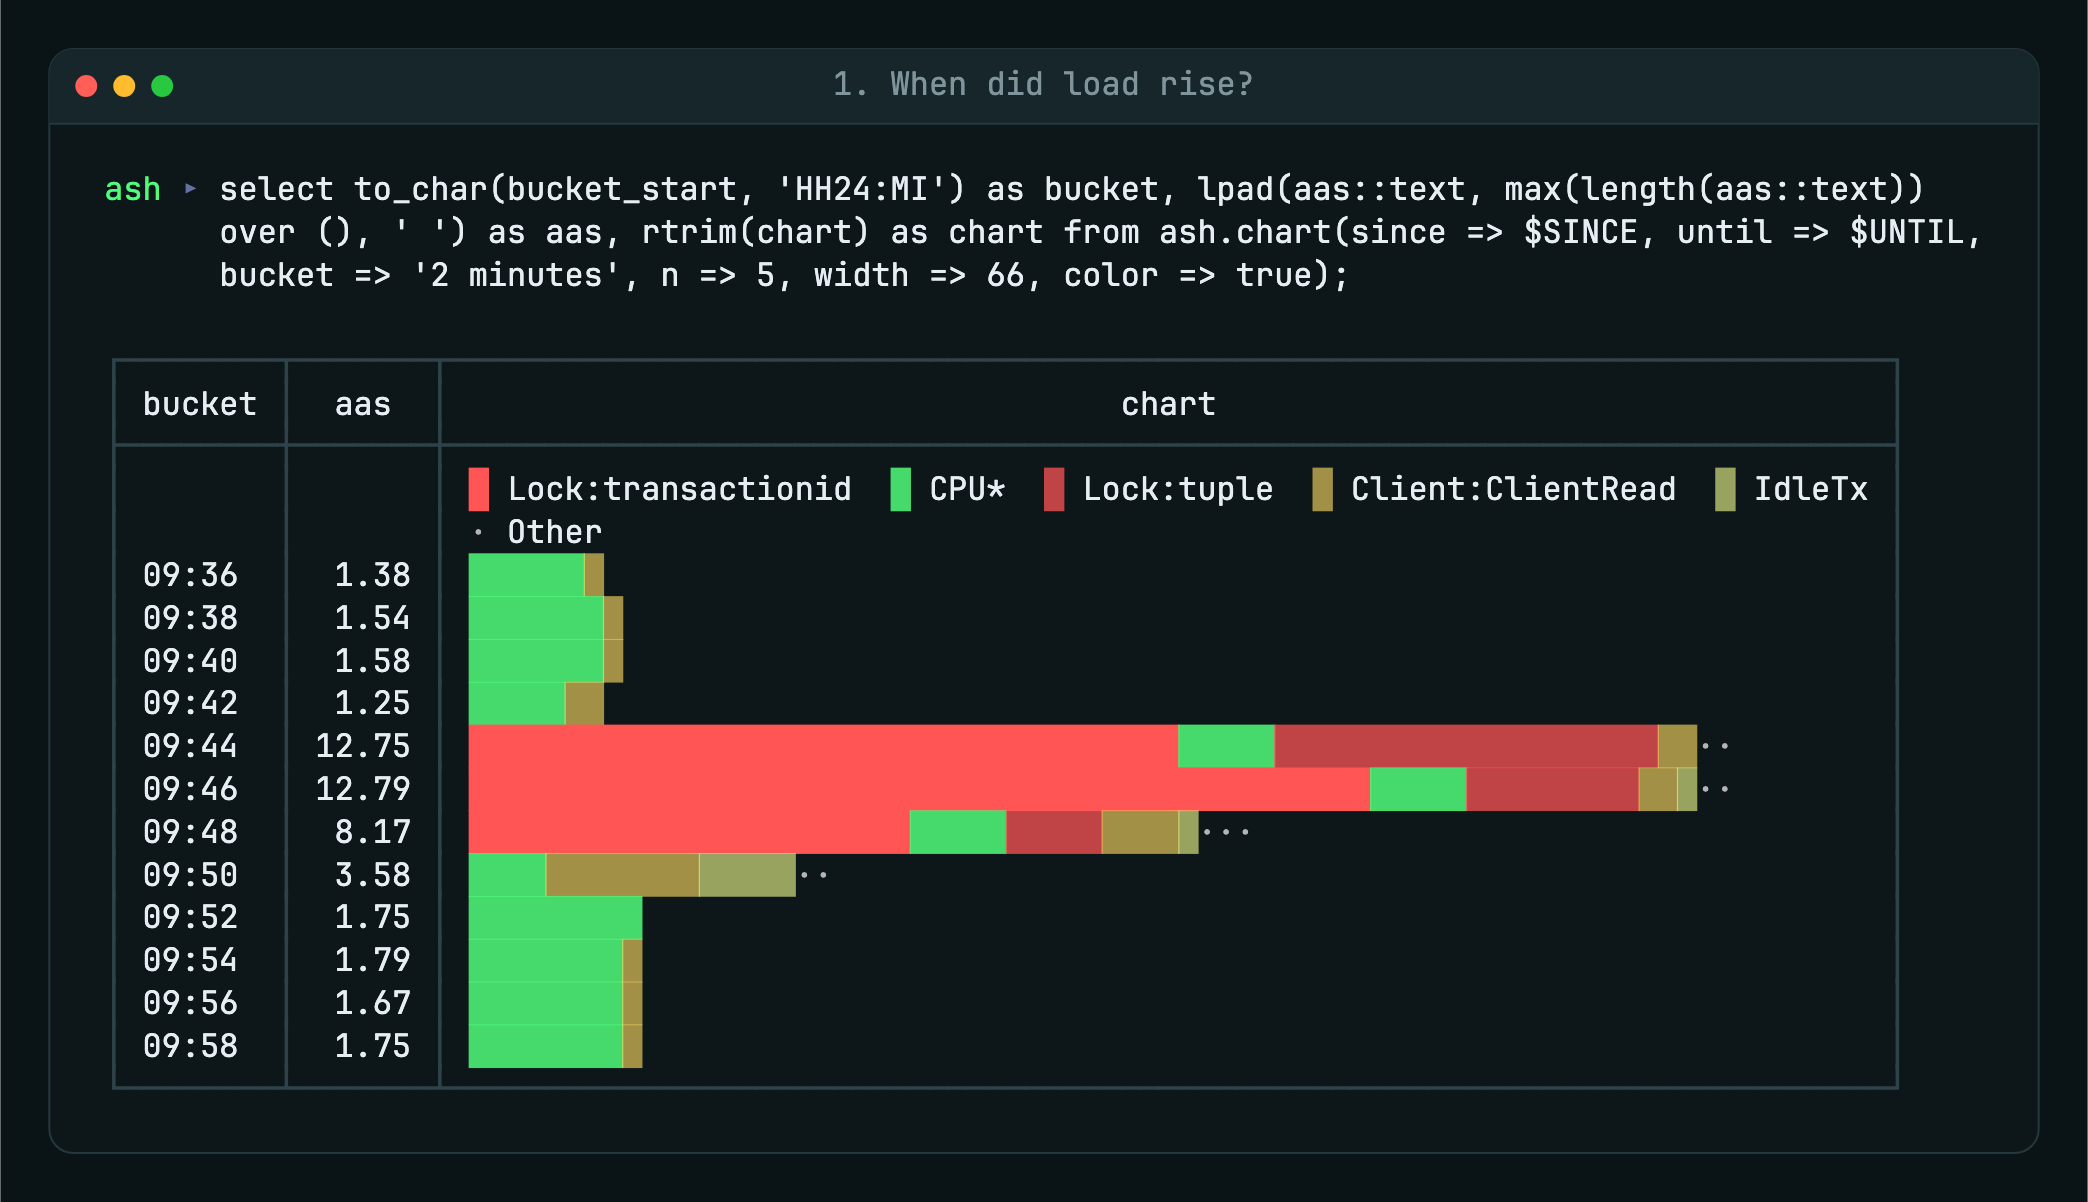 1. When did load rise?
ash ▸ select to_char(bucket_start, 'HH24:MI') as bucket, lpad(aas::text, max(length(aas::text))
over (), ' ') as aas, rtrim(chart) as chart from ash.chart(since => $SINCE, until => $UNTIL,
bucket => '2 minutes', n => 5, width => 66, color => true);
bucket aas chart
Lock:transactionid CPU* Lock:tuple Client:ClientRead IdleTx
· Other
09:36 1.38
09:38 1.54
09:40 1.58
09:42 1.25
09:44 12.75 ··
09:46 12.79 ··
09:48 8.17 ···
09:50 3.58 ··
09:52 1.75
09:54 1.79
09:56 1.67
09:58 1.75